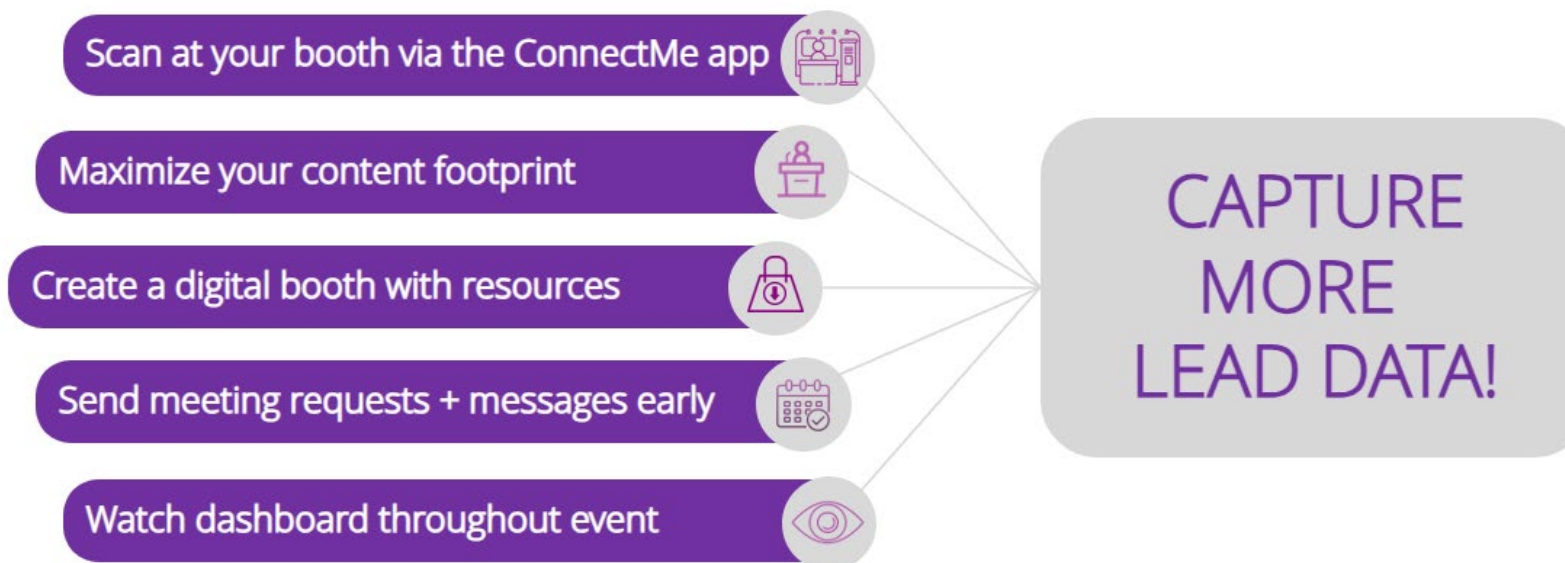 Scan at your booth via the ConnectMe app
Maximize your content footprint
Create a digital booth with resources
Send meeting requests + messages early
Watch dashboard throughout event
CAPTURE
MORE
LEAD DATA!